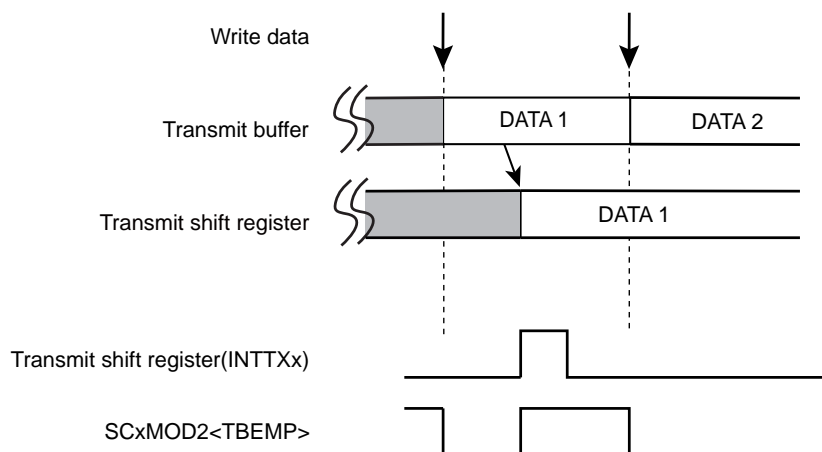 Write data
Transmit buffer
DATA 1
DATA 2
Transmit shift register
DATA 1
Transmit shift register(INTTXx)
SCxMOD2<TBEMP>